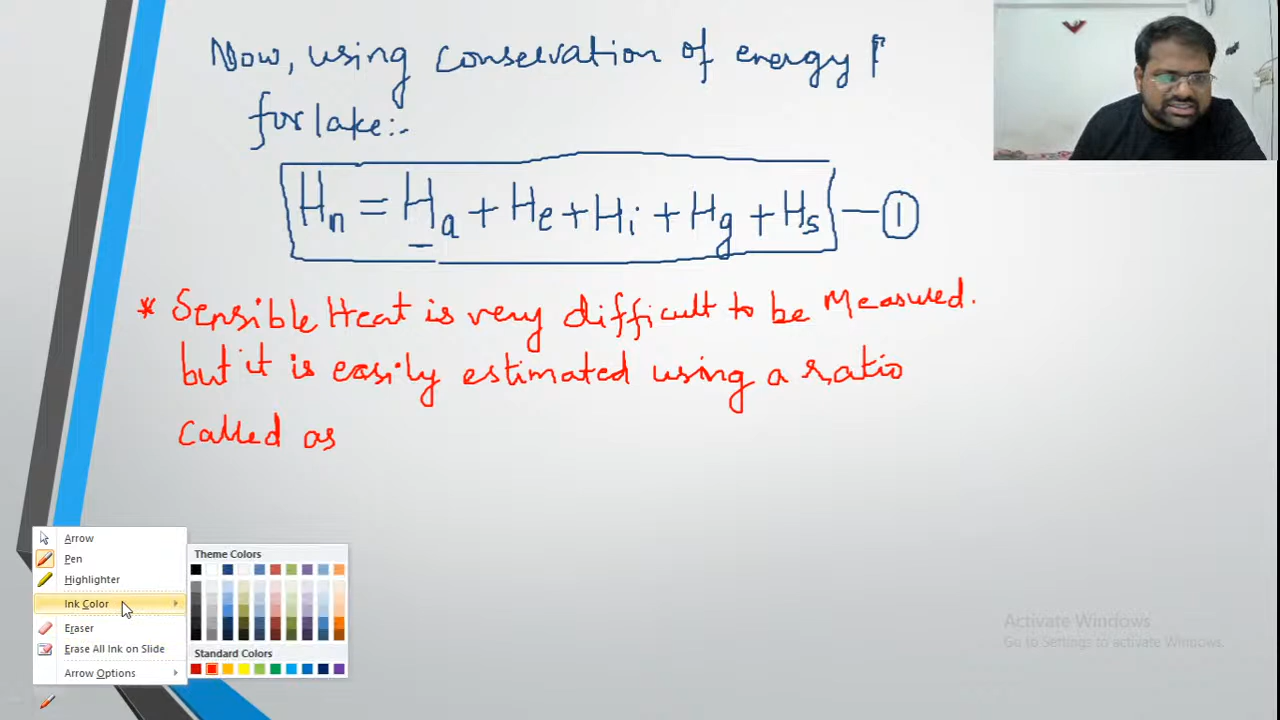 Now, using conservation of energy
for lake:-
Hn = Ha + He + Hi + Hg + Hs — ①
* Sensible Heat is very difficult to be Measured.
but it is easily estimated using a ratio
called as
Arrow
Pen
Highlighter
Ink Color
Eraser
Erase All Ink on Slide
Arrow Options
Theme Colors
Standard Colors
Activate Windows
Go to Settings to activate Windows.